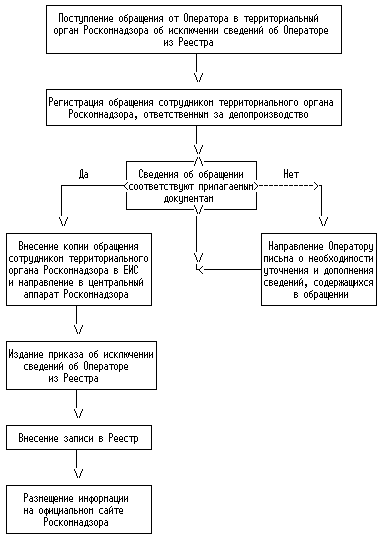 Поступление обращения от Оператора в территориальный
орган Роскомнадзора об исключении сведений об Операторе
из Реестра
Регистрация обращения сотрудником территориального органа
Роскомнадзора, ответственным за делопроизводство
Да
Сведения об обращении
соответствуют прилагаемым
документам
Нет
Внесение копии обращения
сотрудником территориального
органа Роскомнадзора в ЕИС
и направление в центральный
аппарат Роскомнадзора
Направление Оператору
письма о необходимости
уточнения и дополнения
сведений, содержащихся
в обращении
Издание приказа об исключении
сведений об Операторе
из Реестра
Внесение записи в Реестр
Размещение информации
на официальном сайте
Роскомнадзора